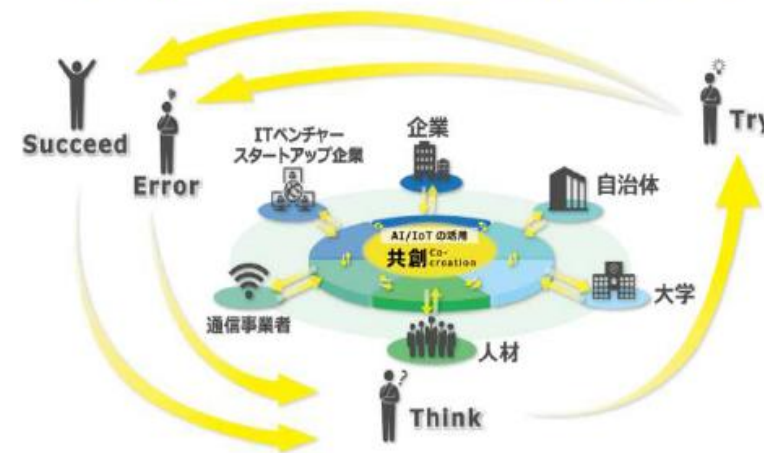 Succeed
Error
Try
ITベンチャー
スタートアップ企業
企業
自治体
AI/IoTの活用
共創 Co-creation
通信事業者
大学
人材
Think